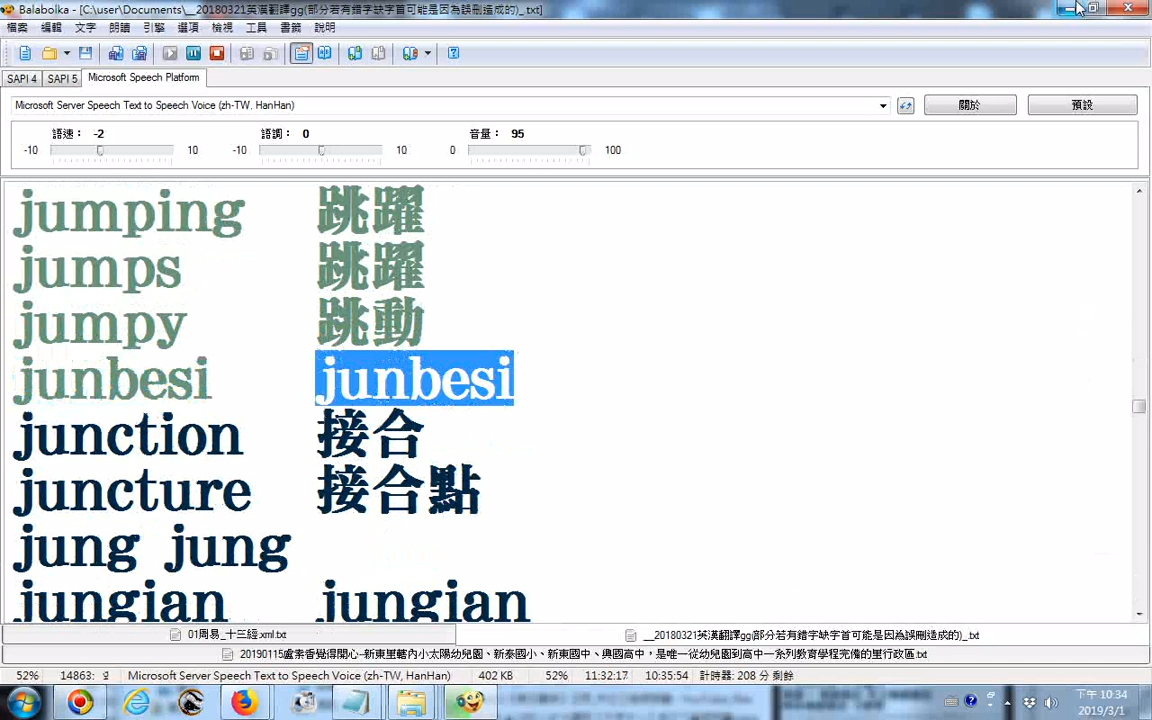 Balabolka - [C:\user\Documents\__20180321英漢翻譯gg(部分若有錯字缺字首可能是因為誤刪造成的)_.txt]
檔案 編輯 文字 朗讀 引擎 選項 檢視 工具 書籤 說明
SAPI 4 SAPI 5 Microsoft Speech Platform
Microsoft Server Speech Text to Speech Voice (zh-TW, HanHan) 關於 預設
語速： -2 語調： 0 音量： 95
-10 10 -10 10 0 100
jumping 跳躍
jumps 跳躍
jumpy 跳動
junbesi junbesi
junction 接合
juncture 接合點
jung jung
jungian jungian
01周易_十三經.xml.txt __20180321英漢翻譯gg(部分若有錯字缺字首可能是因為誤刪造成的)_.txt
20190115盧素香覺得開心-新東里轄內小太陽幼兒園、新泰國小、新東國中、興國高中，是唯一從幼兒園到高中一系列教育學程完備的里行政區.txt
52% 14863: 9 Microsoft Server Speech Text to Speech Voice (zh-TW, HanHan) 402 KB 52% 11:32:17 10:35:54 計時器: 208 分 剩餘
下午 10:34
2019/3/1